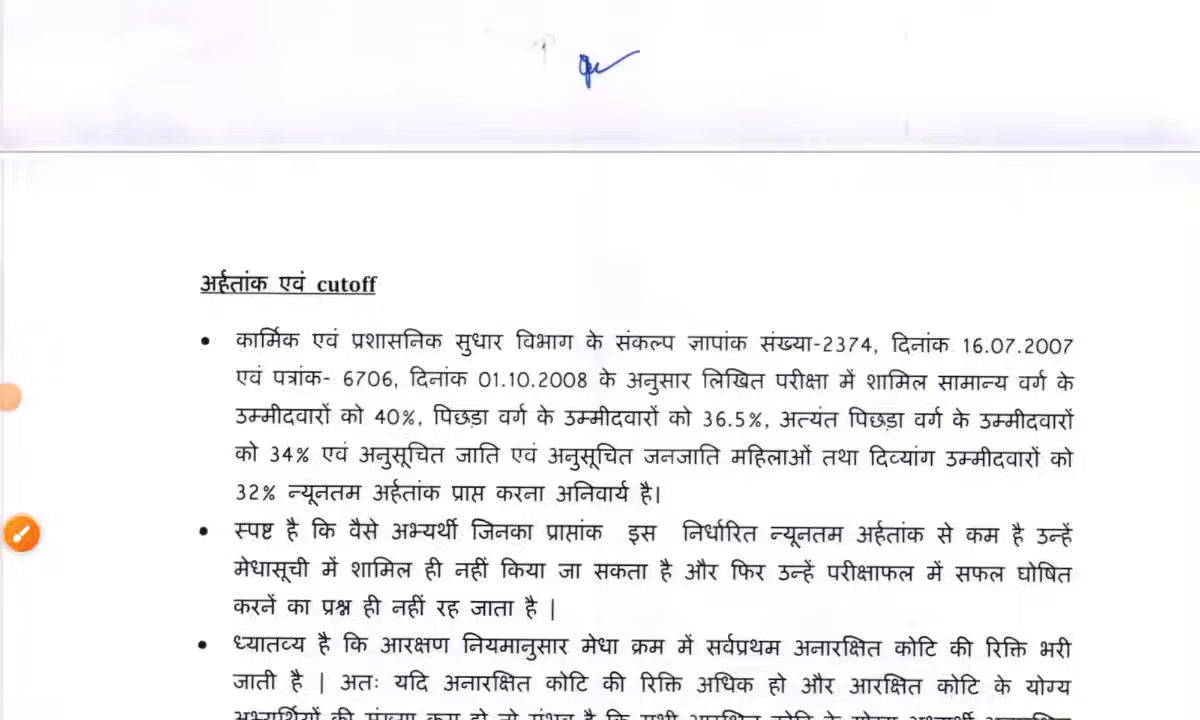 अर्हतांक एवं cutoff
• कार्मिक एवं प्रशासनिक सुधार विभाग के संकल्प ज्ञापांक संख्या-2374, दिनांक 16.07.2007
एवं पत्रांक- 6706, दिनांक 01.10.2008 के अनुसार लिखित परीक्षा में शामिल सामान्य वर्ग के
उम्मीदवारों को 40%, पिछड़ा वर्ग के उम्मीदवारों को 36.5%, अत्यंत पिछड़ा वर्ग के उम्मीदवारों
को 34% एवं अनुसूचित जाति एवं अनुसूचित जनजाति महिलाओं तथा दिव्यांग उम्मीदवारों को
32% न्यूनतम अर्हतांक प्राप्त करना अनिवार्य है।
• स्पष्ट है कि वैसे अभ्यर्थी जिनका प्राप्तांक इस निर्धारित न्यूनतम अर्हतांक से कम है उन्हें
मेधासूची में शामिल ही नहीं किया जा सकता है और फिर उन्हें परीक्षाफल में सफल घोषित
करनें का प्रश्न ही नहीं रह जाता है |
• ध्यातव्य है कि आरक्षण नियमानुसार मेधा क्रम में सर्वप्रथम अनारक्षित कोटि की रिक्ति भरी
जाती है | अतः यदि अनारक्षित कोटि की रिक्ति अधिक हो और आरक्षित कोटि के योग्य